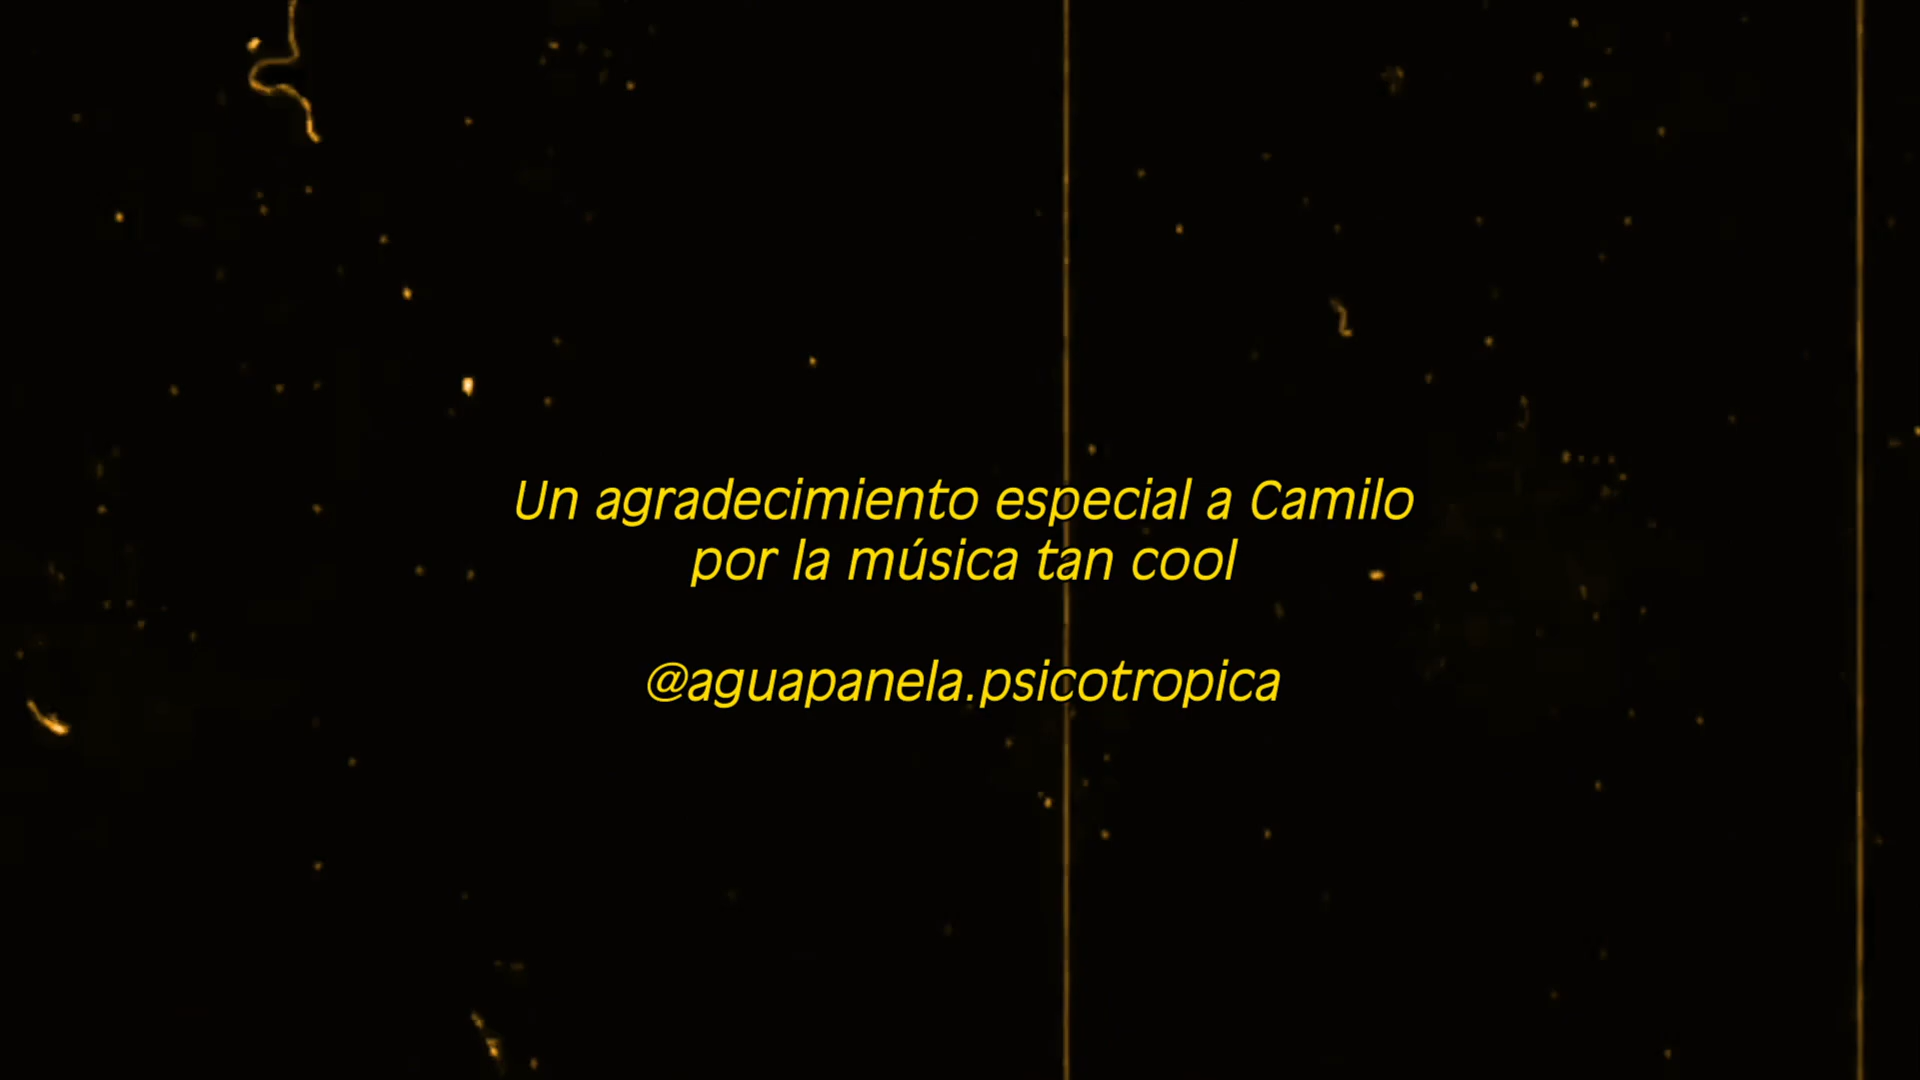 Un agradecimiento especial a Camilo
por la música tan cool
@aguapanela.psicotropica